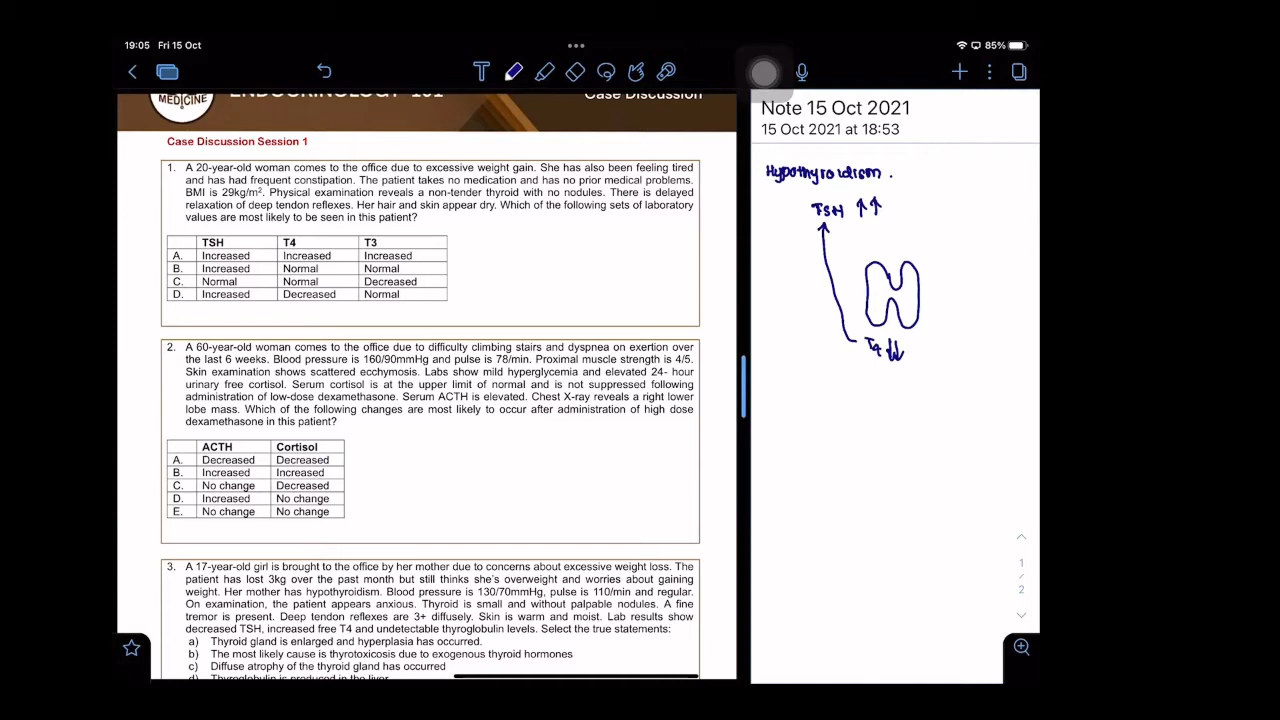 19:05 Fri 15 Oct
85%
MEDICINE
ENDOCRINOLOGY 101
Case Discussion
Case Discussion Session 1
1. A 20-year-old woman comes to the office due to excessive weight gain. She has also been feeling tired
and has had frequent constipation. The patient takes no medication and has no prior medical problems.
BMI is 29kg/m². Physical examination reveals a non-tender thyroid with no nodules. There is delayed
relaxation of deep tendon reflexes. Her hair and skin appear dry. Which of the following sets of laboratory
values are most likely to be seen in this patient?
TSH T4 T3
A. Increased Increased Increased
B. Increased Normal Normal
C. Normal Normal Decreased
D. Increased Decreased Normal
2. A 60-year-old woman comes to the office due to difficulty climbing stairs and dyspnea on exertion over
the last 6 weeks. Blood pressure is 160/90mmHg and pulse is 78/min. Proximal muscle strength is 4/5.
Skin examination shows scattered ecchymosis. Labs show mild hyperglycemia and elevated 24- hour
urinary free cortisol. Serum cortisol is at the upper limit of normal and is not suppressed following
administration of low-dose dexamethasone. Serum ACTH is elevated. Chest X-ray reveals a right lower
lobe mass. Which of the following changes are most likely to occur after administration of high dose
dexamethasone in this patient?
ACTH Cortisol
A. Decreased Decreased
B. Increased Increased
C. No change Decreased
D. Increased No change
E. No change No change
3. A 17-year-old girl is brought to the office by her mother due to concerns about excessive weight loss. The
patient has lost 3kg over the past month but still thinks she's overweight and worries about gaining
weight. Her mother has hypothyroidism. Blood pressure is 130/70mmHg, pulse is 110/min and regular.
On examination, the patient appears anxious. Thyroid is small and without palpable nodules. A fine
tremor is present. Deep tendon reflexes are 3+ diffusely. Skin is warm and moist. Lab results show
decreased TSH, increased free T4 and undetectable thyroglobulin levels. Select the true statements:
a) Thyroid gland is enlarged and hyperplasia has occurred.
b) The most likely cause is thyrotoxicosis due to exogenous thyroid hormones
c) Diffuse atrophy of the thyroid gland has occurred
d) Thyroglobulin is produced in the liver
Note 15 Oct 2021
15 Oct 2021 at 18:53
Hypothyroidism.
TSH ↑↑
T4 ↓↓
1
/
2